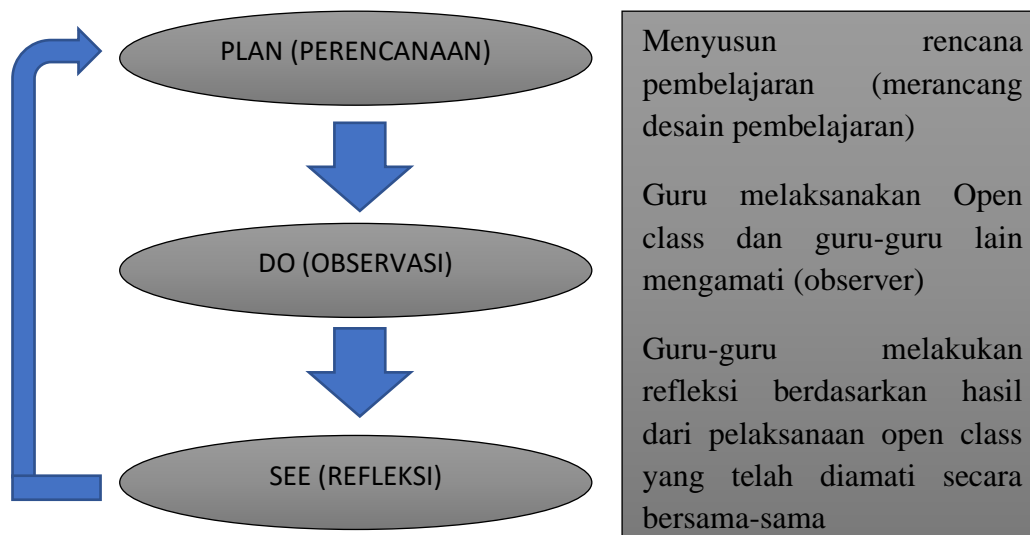 PLAN (PERENCANAAN)
DO (OBSERVASI)
SEE (REFLEKSI)
Menyusun rencana
pembelajaran (merancang
desain pembelajaran)
Guru melaksanakan Open
class dan guru-guru lain
mengamati (observer)
Guru-guru melakukan
refleksi berdasarkan hasil
dari pelaksanaan open class
yang telah diamati secara
bersama-sama